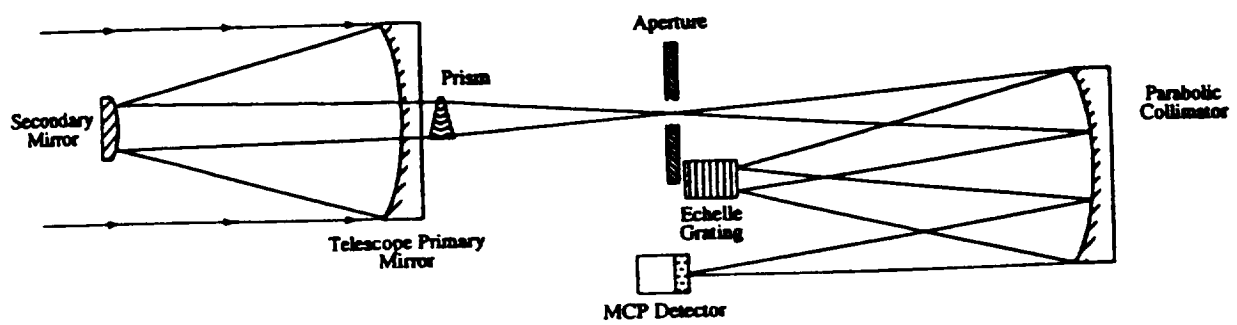 Aperture
Prism
Parabolic
Collimator
Secondary
Mirror
Echelle
Grating
Telescope Primary
Mirror
MCP Detector